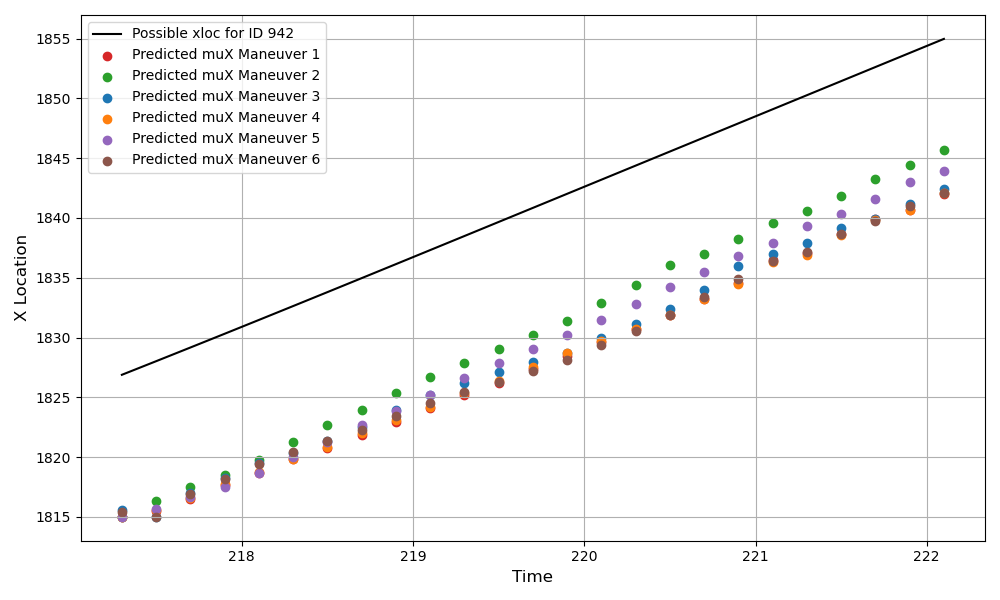 Possible xloc for ID 942
Predicted muX Maneuver 1
Predicted muX Maneuver 2
Predicted muX Maneuver 3
Predicted muX Maneuver 4
Predicted muX Maneuver 5
Predicted muX Maneuver 6
X Location
1855
1850
1845
1840
1835
1830
1825
1820
1815
218 219 220 221 222
Time